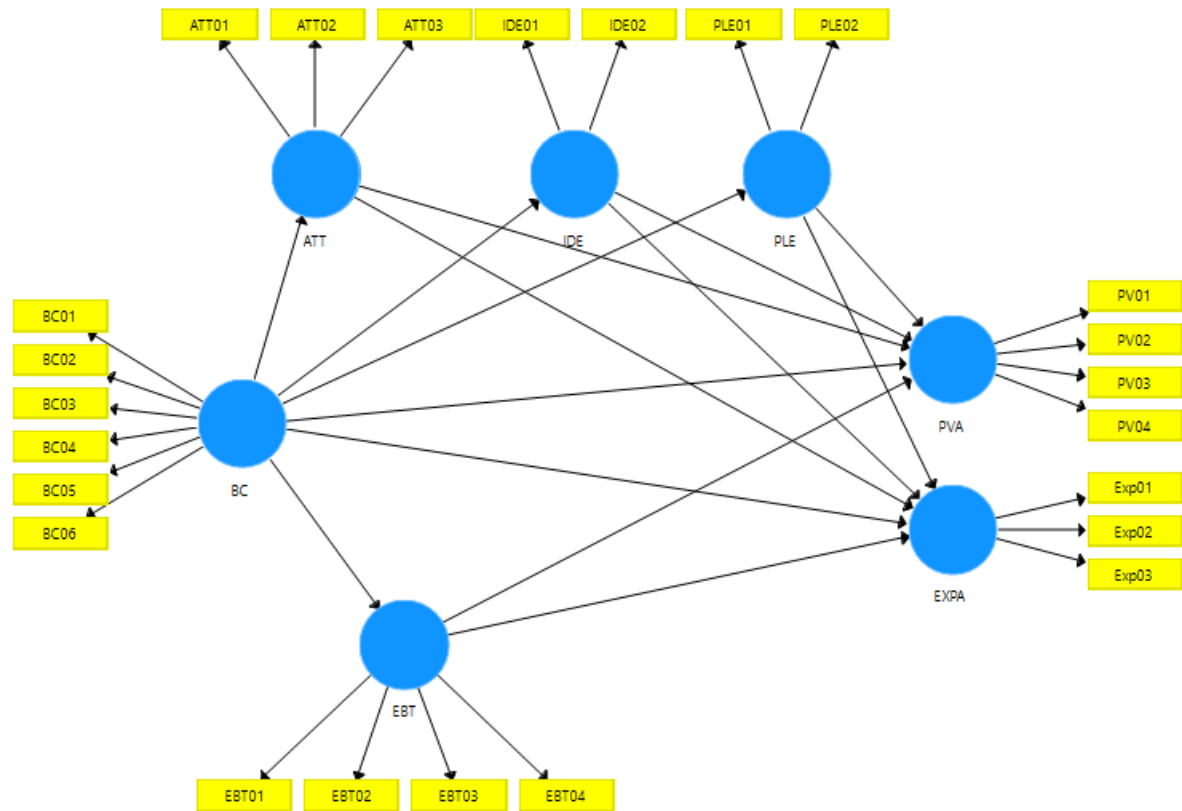 ATT01
ATT02
ATT03
IDE01
IDE02
PLE01
PLE02
ATT
IDE
PLE
BC01
BC02
BC03
BC04
BC05
BC06
BC
PV01
PV02
PV03
PV04
PVA
Exp01
Exp02
Exp03
EXPA
EBT
EBT01
EBT02
EBT03
EBT04